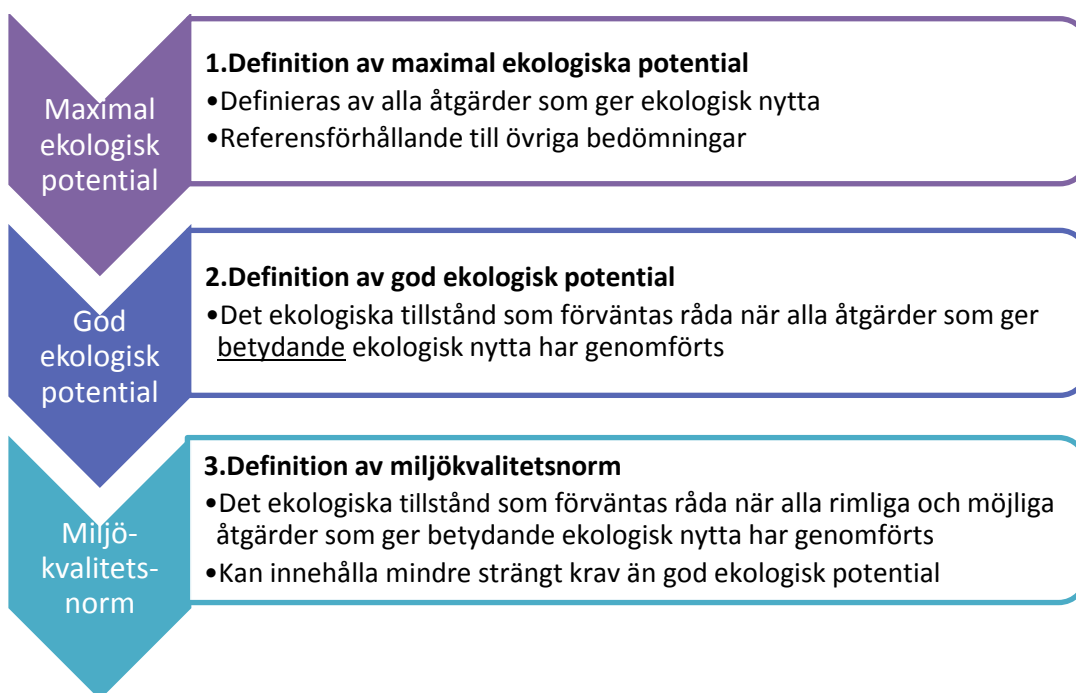 Maximal
ekologisk
potential
1.Definition av maximal ekologiska potential
•Definieras av alla åtgärder som ger ekologisk nytta
•Referensförhållande till övriga bedömningar
God
ekologisk
potential
2.Definition av god ekologisk potential
•Det ekologiska tillstånd som förväntas råda när alla åtgärder som ger
betydande ekologisk nytta har genomförts
Miljö-
kvalitets-
norm
3.Definition av miljökvalitetsnorm
•Det ekologiska tillstånd som förväntas råda när alla rimliga och möjliga
åtgärder som ger betydande ekologisk nytta har genomförts
•Kan innehålla mindre strängt krav än god ekologisk potential